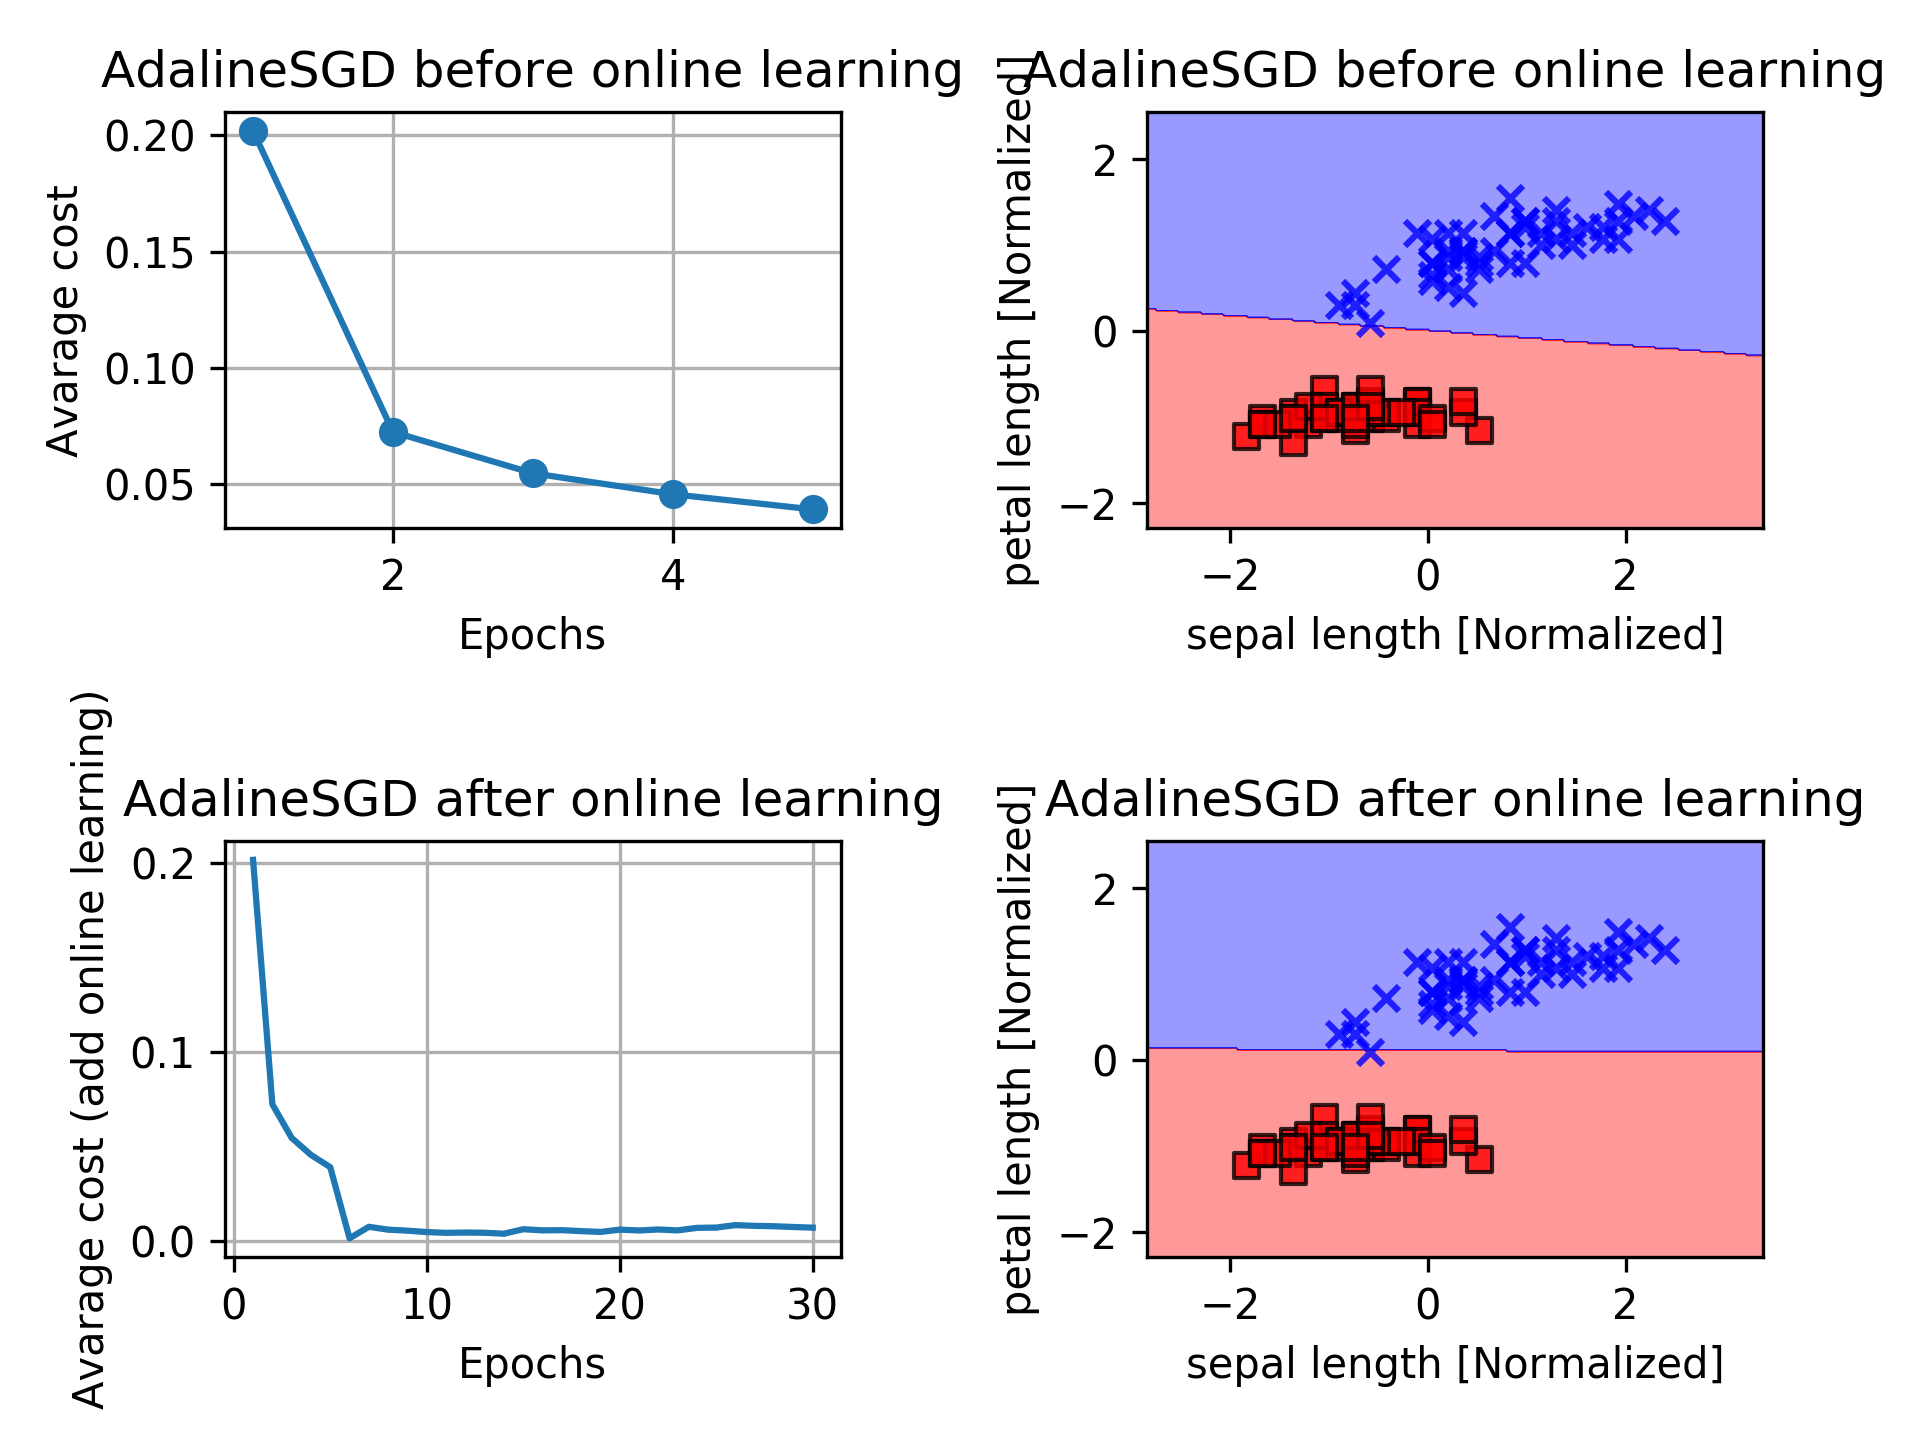 AdalineSGD before online learning
Avarage cost
0.20
0.15
0.10
0.05
2 4
Epochs
AdalineSGD before online learning
petal length [Normalized]
2
0
−2
−2 0 2
sepal length [Normalized]
AdalineSGD after online learning
Avarage cost (add online learning)
0.2
0.1
0.0
0 10 20 30
Epochs
AdalineSGD after online learning
petal length [Normalized]
2
0
−2
−2 0 2
sepal length [Normalized]